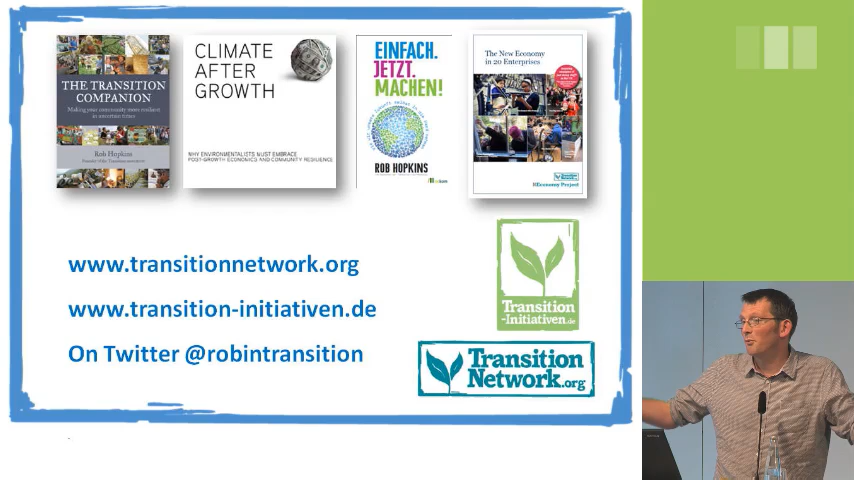 THE TRANSITION
COMPANION
Making your community more resilient
in uncertain times
Rob Hopkins
CLIMATE
AFTER
GROWTH
WHY ENVIRONMENTALISTS MUST EMBRACE
POST-GROWTH ECONOMICS AND COMMUNITY RESILIENCE
EINFACH.
JETZT.
MACHEN!
ROB HOPKINS
The New Economy
in 20 Enterprises
REconomy Project
www.transitionnetwork.org
www.transition-initiativen.de
On Twitter @robintransition
Transition
-Initiativen.de
Transition
Network.org